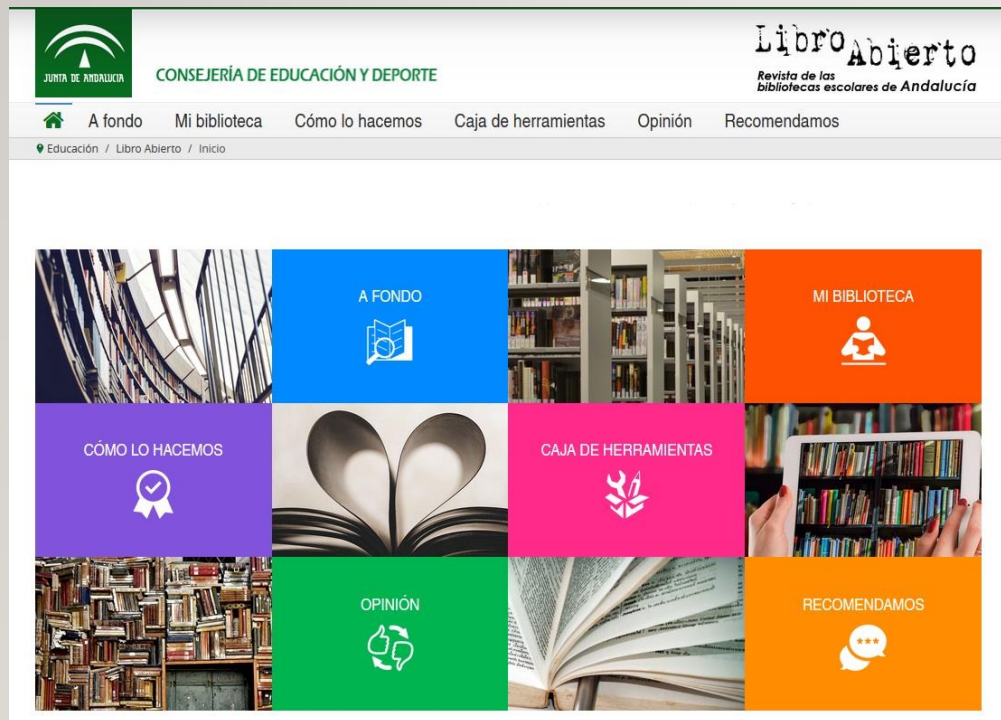 JUNTA DE ANDALUCIA
CONSEJERÍA DE EDUCACIÓN Y DEPORTE
Libro Abierto
Revista de las
bibliotecas escolares de Andalucía
A fondo Mi biblioteca Cómo lo hacemos Caja de herramientas Opinión Recomendamos
Educación / Libro Abierto / Inicio
A FONDO
MI BIBLIOTECA
CÓMO LO HACEMOS
CAJA DE HERRAMIENTAS
OPINIÓN
RECOMENDAMOS